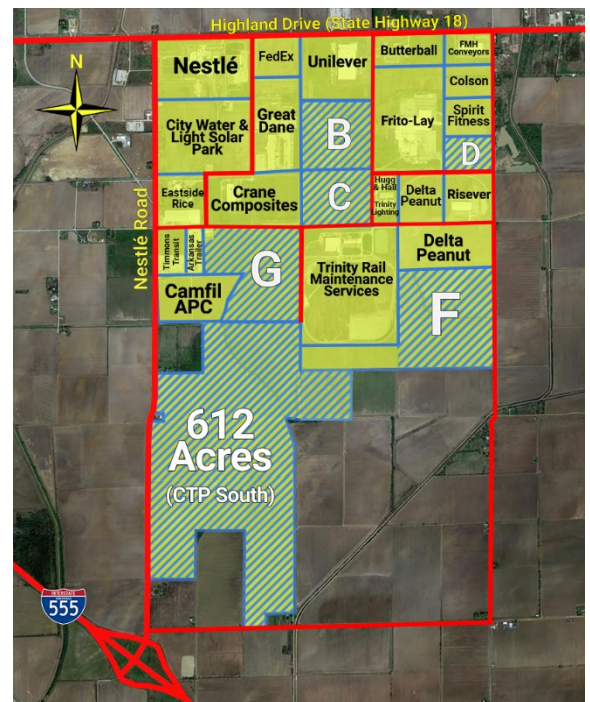 Highland Drive (State Highway 18)
N
Nestlé
FedEx
Unilever
Butterball
FMH
Conveyors
Colson
City Water &
Light Solar
Park
Great
Dane
B
Frito-Lay
Spirit
Fitness
D
Eastside
Rice
Crane
Composites
C
Hugg
& Hall
Trinity
Lighting
Delta
Peanut
Risever
Nestlé Road
Timmons
Transit
Arkansas
Trailer
G
Trinity Rail
Maintenance
Services
Delta
Peanut
Camfil
APC
F
612
Acres
(CTP South)
INTERSTATE
555